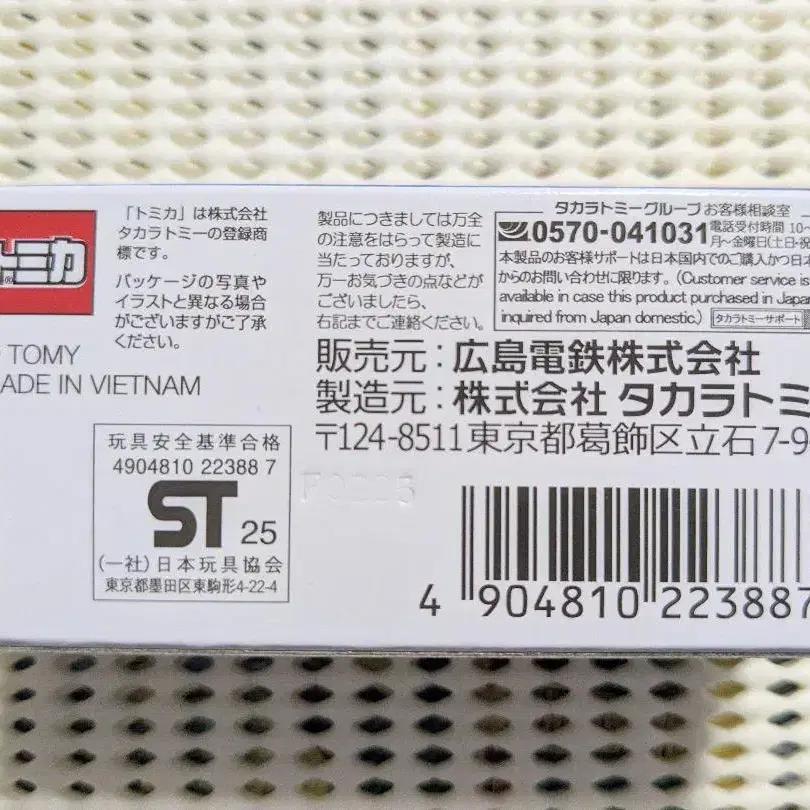 トミカ
®
「トミカ」は株式会社
タカラトミーの登録商
標です。
パッケージの写真や
イラストと異なる場合
がございますがご了承
ください。
TOMY
ADE IN VIETNAM
製品につきましては万全
の注意をはらって製造に
当たっておりますが、
万一お気づきの点などが
ございましたら、
右記までご連絡ください。
タカラトミーグループ お客様相談室
0570-041031
電話受付時間 10~
月~金曜日(土日・祝
本製品のお客様サポートは日本国内でのご購入かつ日本
からのお問い合わせに限ります。(Customer service is
available in case this product purchased in Japan
inquired from Japan domestic.)
タカラトミーサポート
販売元:広島電鉄株式会社
製造元:株式会社 タカラトミ
〒124-8511 東京都葛飾区立石7-9
玩具安全基準合格
4904810 22388 7
ST 25
(一社)日本玩具協会
東京都墨田区東駒形4-22-4
4 904810 223887